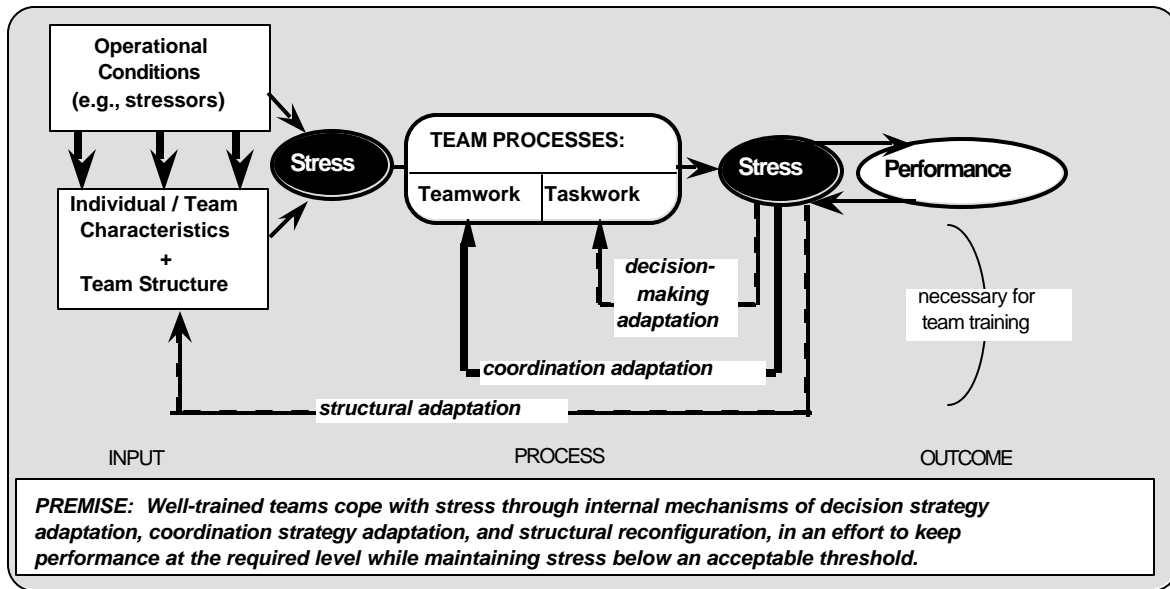 Operational
Conditions
(e.g., stressors)
Individual / Team
Characteristics
+
Team Structure
Stress
TEAM PROCESSES:
Teamwork
Taskwork
Stress
Performance
decision-
making
adaptation
coordination adaptation
structural adaptation
necessary for
team training
INPUT
PROCESS
OUTCOME
PREMISE: Well-trained teams cope with stress through internal mechanisms of decision strategy
adaptation, coordination strategy adaptation, and structural reconfiguration, in an effort to keep
performance at the required level while maintaining stress below an acceptable threshold.